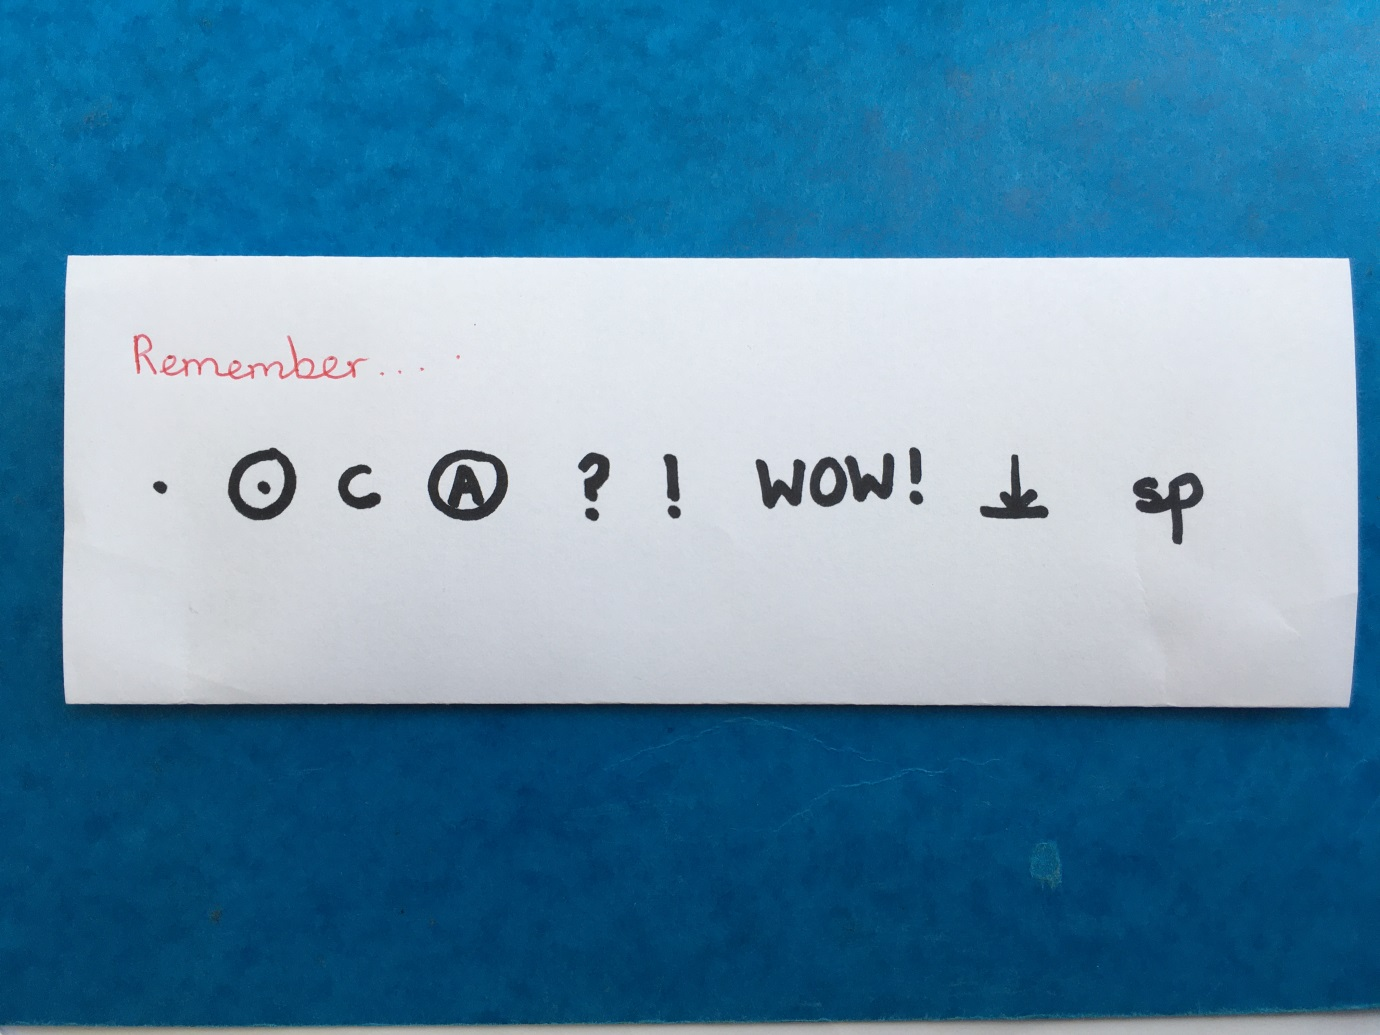 Remember... .
. ⊙ C Ⓐ ? ! WOW! ⤓ sp